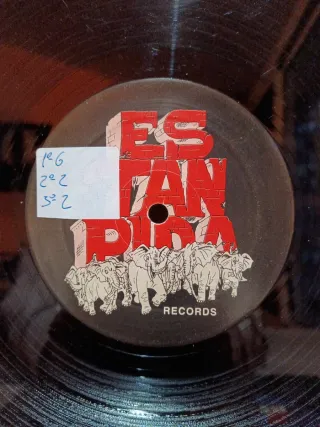 ES
TAN
PIDA
1º G
2º 2
3º 2
RECORDS